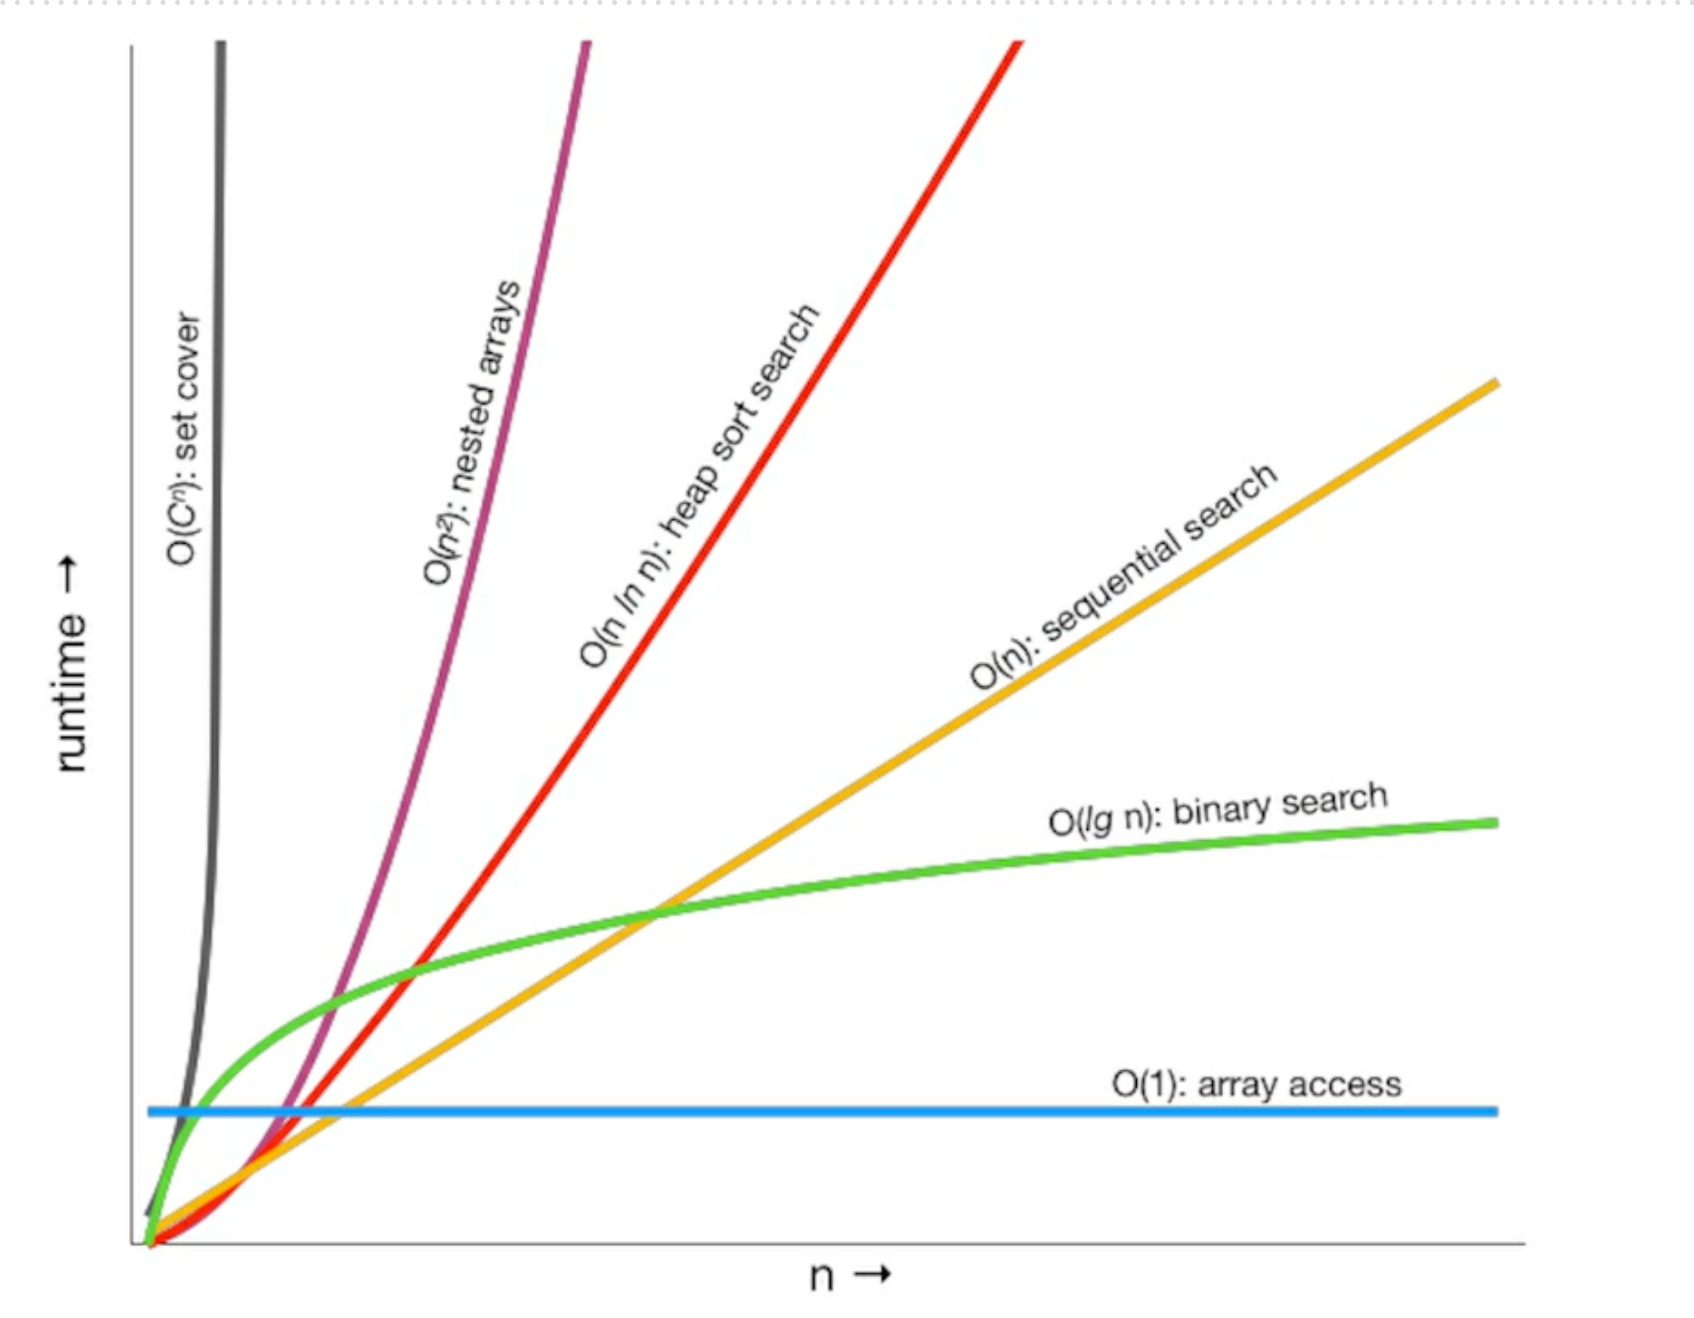 O(Cⁿ): set cover
O(n²): nested arrays
O(n ln n): heap sort search
O(n): sequential search
O(lg n): binary search
O(1): array access
runtime →
n →